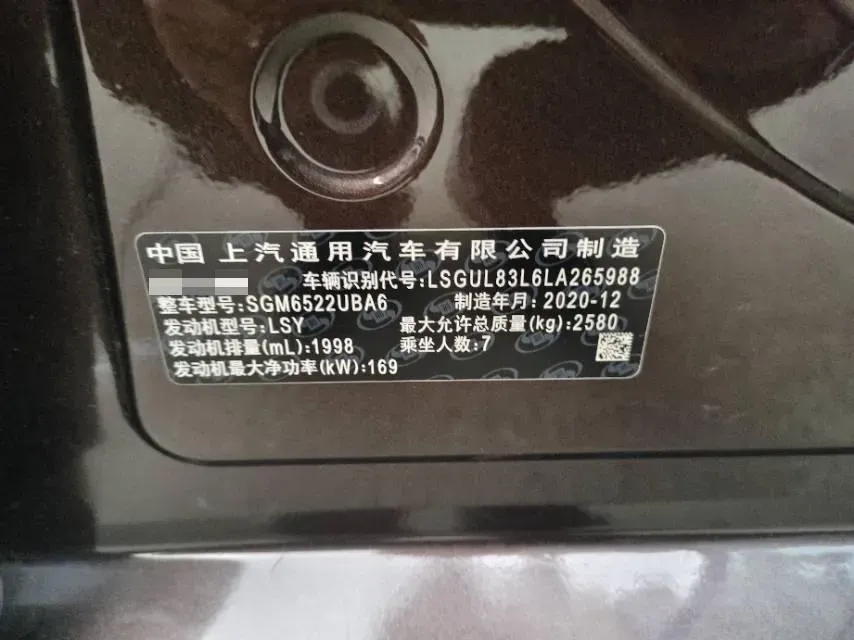 中国 上汽通用汽车有限公司制造
车辆识别代号:LSGUL83L6LA265988
整车型号:SGM6522UBA6 制造年月:2020-12
发动机型号:LSY 最大允许总质量(kg):2580
发动机排量(mL):1998 乘坐人数:7
发动机最大净功率(kW):169